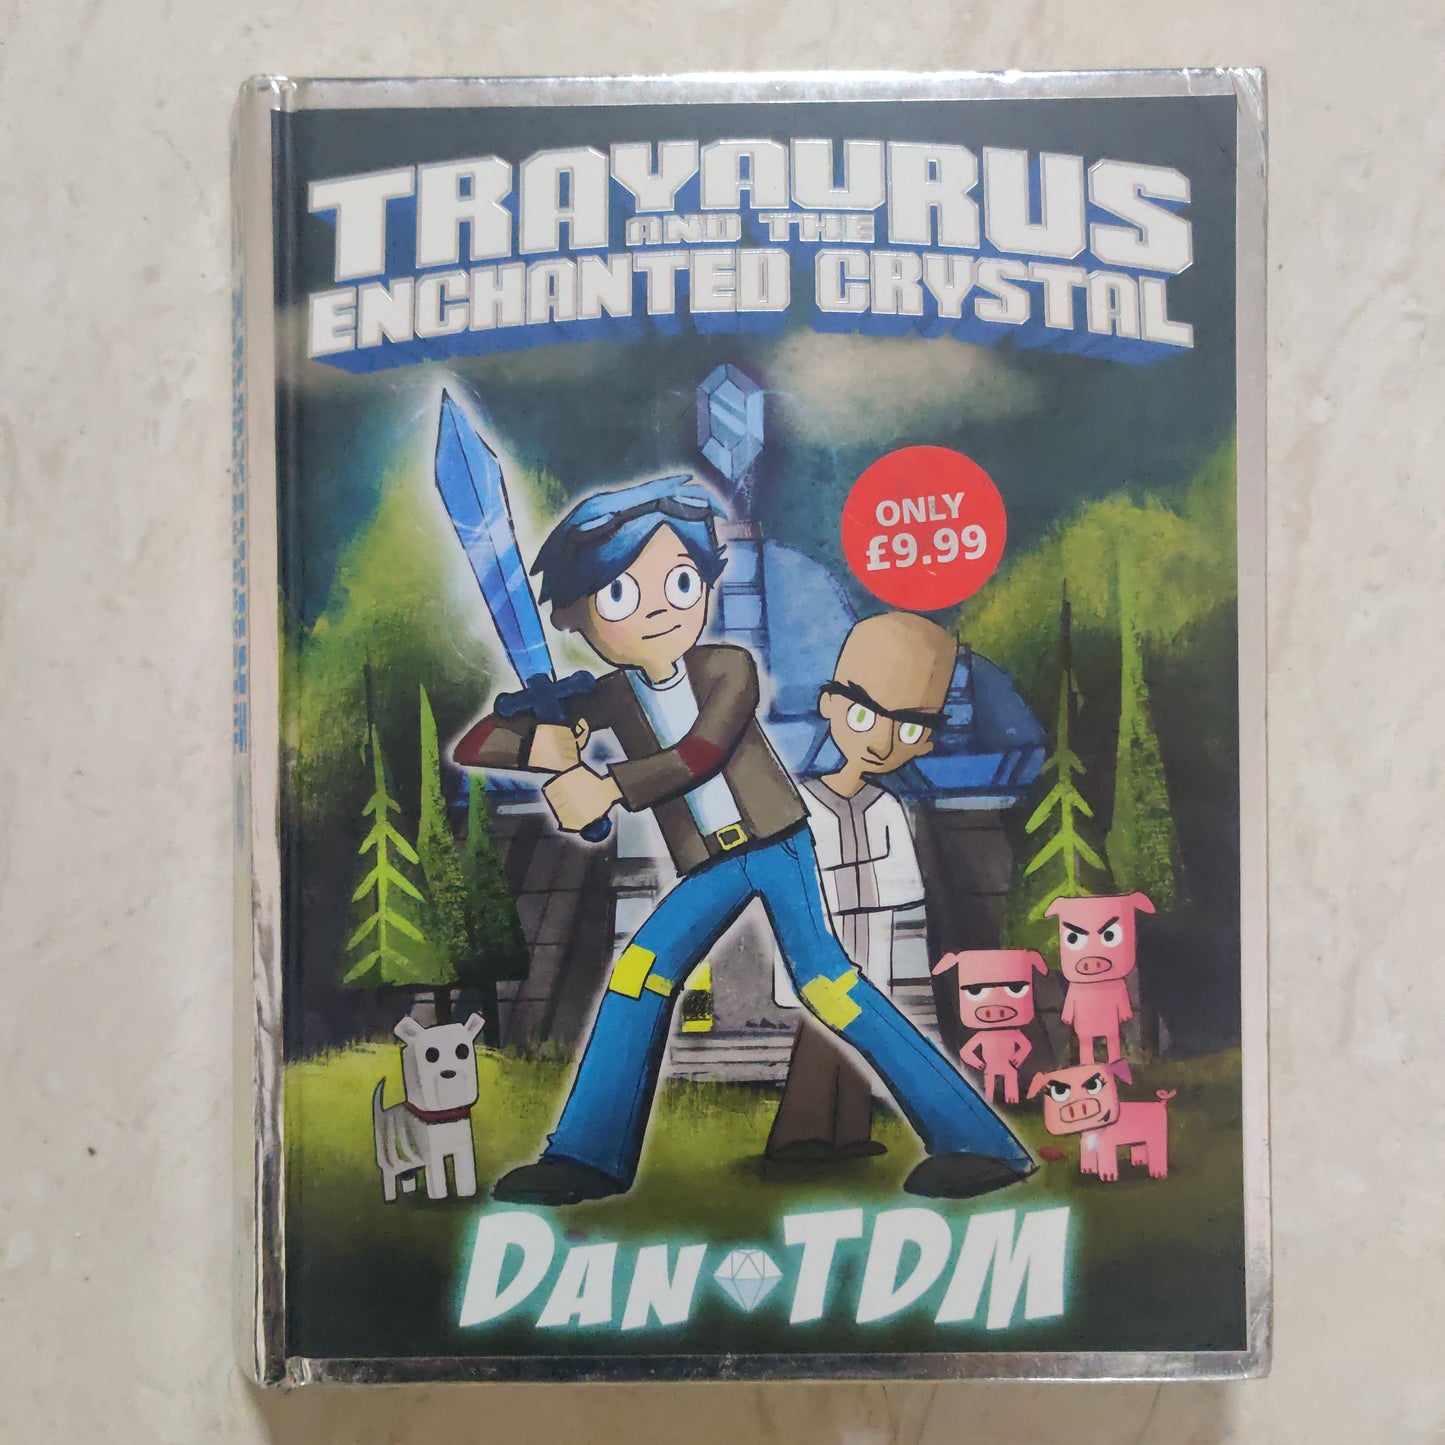 TRAYAURUS
AND THE
ENCHANTED CRYSTAL
ONLY
£9.99
DAN TDM